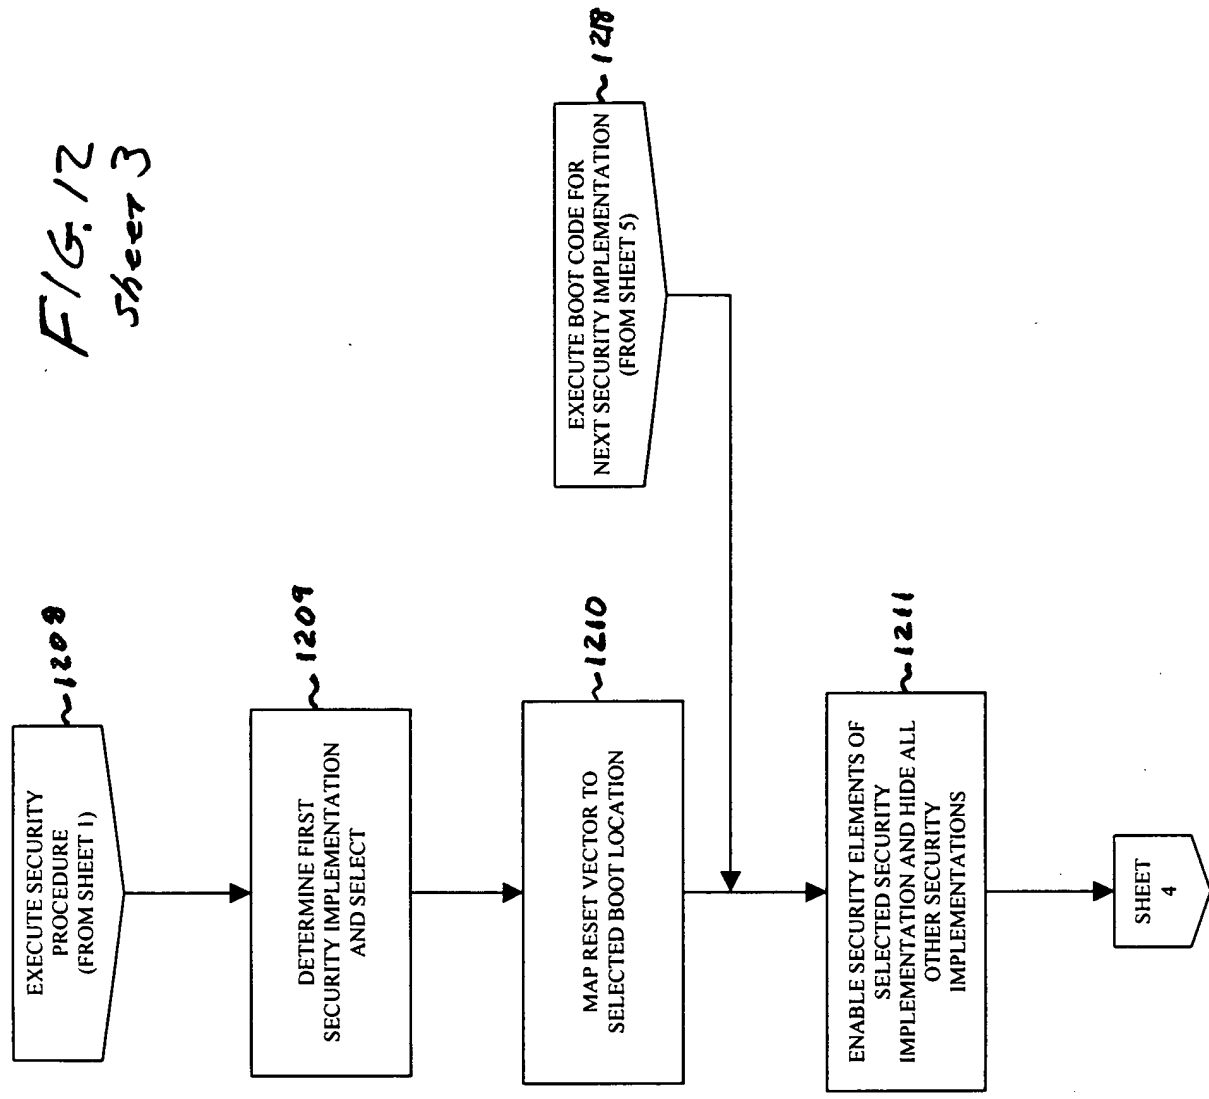 FIG. 12
Sheet 3
EXECUTE SECURITY
PROCEDURE
(FROM SHEET 1)
~1208
DETERMINE FIRST
SECURITY IMPLEMENTATION
AND SELECT
~1209
MAP RESET VECTOR TO
SELECTED BOOT LOCATION
~1210
EXECUTE BOOT CODE FOR
NEXT SECURITY IMPLEMENTATION
(FROM SHEET 5)
~1218
ENABLE SECURITY ELEMENTS OF
SELECTED SECURITY
IMPLEMENTATION AND HIDE ALL
OTHER SECURITY
IMPLEMENTATIONS
~1211
SHEET
4